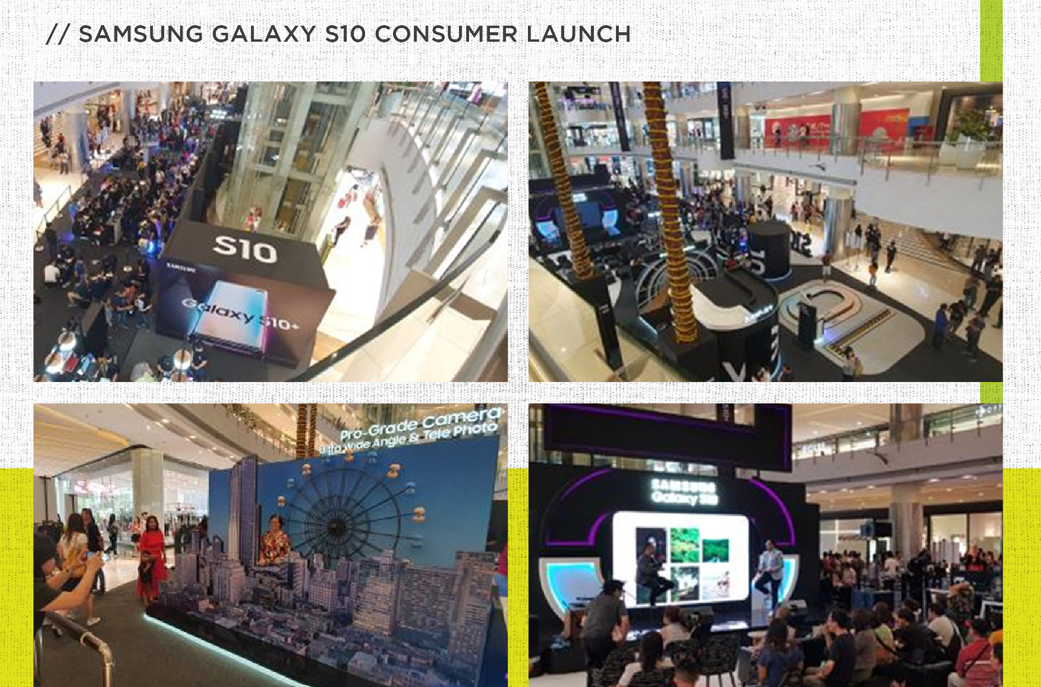 // SAMSUNG GALAXY S10 CONSUMER LAUNCH
S10
SAMSUNG
Galaxy S10+
Pro-Grade Camera
Ultra Wide Angle & Tele Photo
SAMSUNG
Galaxy S10